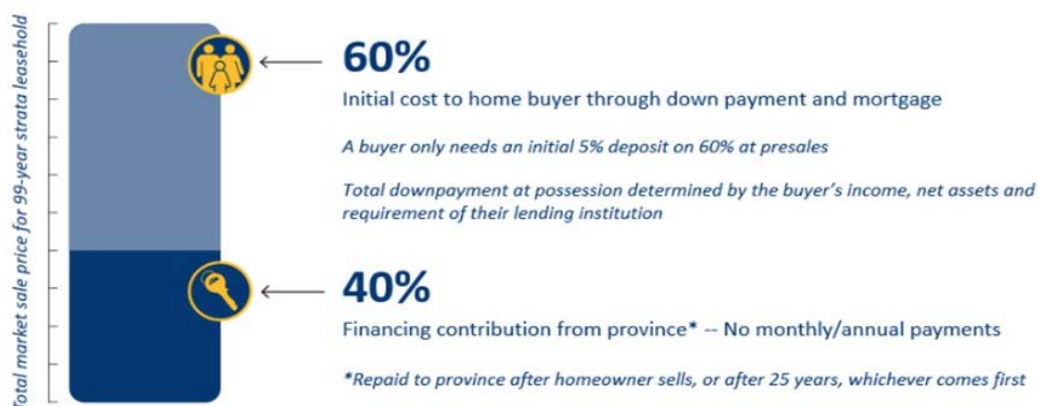 Total market sale price for 99-year strata leasehold
60%
Initial cost to home buyer through down payment and mortgage
A buyer only needs an initial 5% deposit on 60% at presales
Total downpayment at possession determined by the buyer's income, net assets and
requirement of their lending institution
40%
Financing contribution from province* -- No monthly/annual payments
*Repaid to province after homeowner sells, or after 25 years, whichever comes first